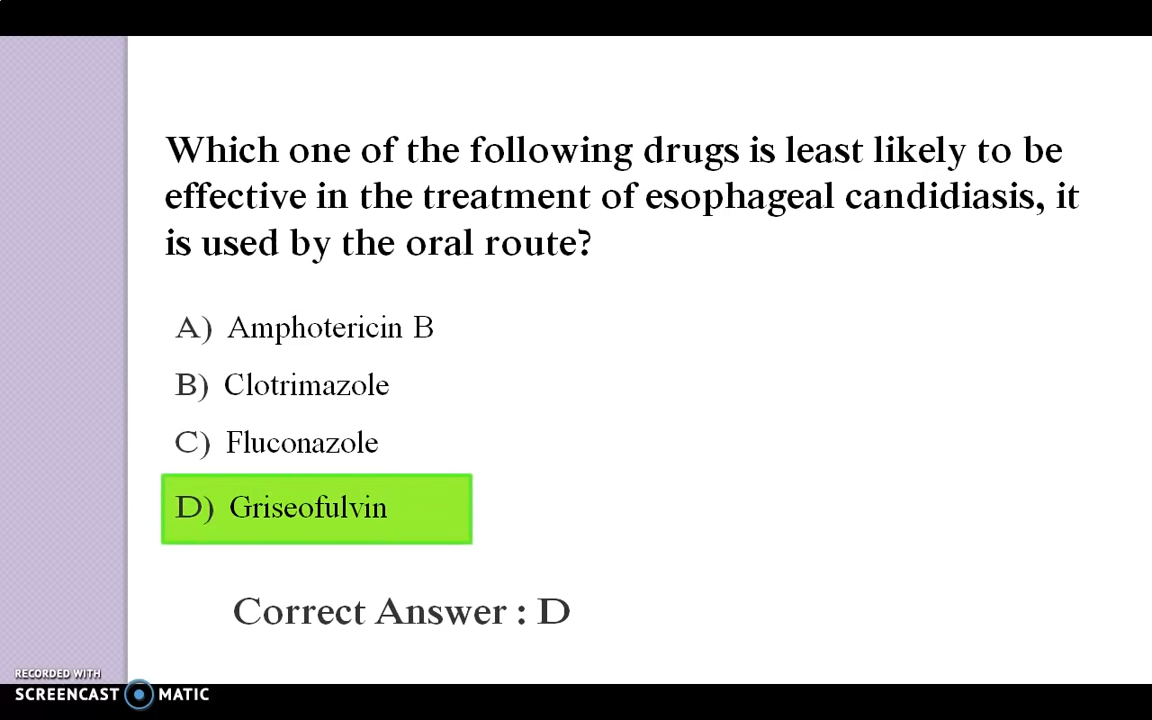 Which one of the following drugs is least likely to be
effective in the treatment of esophageal candidiasis, it
is used by the oral route?
A) Amphotericin B
B) Clotrimazole
C) Fluconazole
D) Griseofulvin
Correct Answer : D
RECORDED WITH
SCREENCAST MATIC